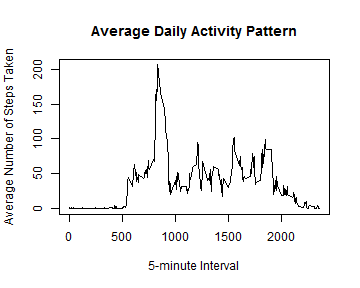 Average Daily Activity Pattern
Average Number of Steps Taken
200
150
100
50
0
0 500 1000 1500 2000
5-minute Interval